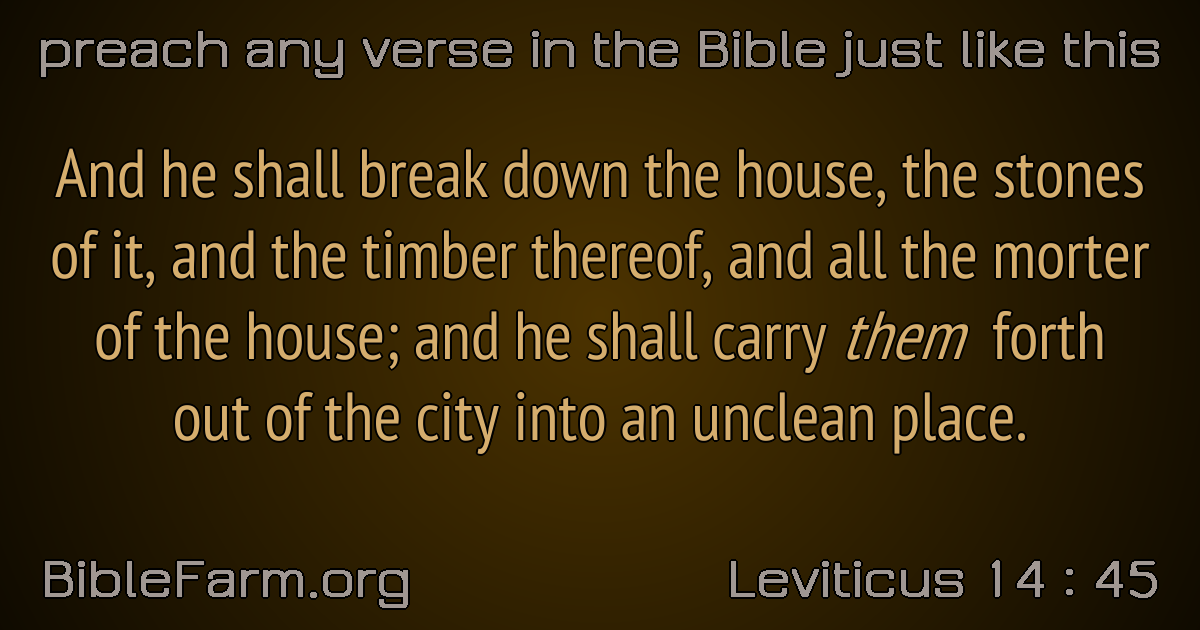 preach any verse in the Bible just like this
And he shall break down the house, the stones
of it, and the timber thereof, and all the morter
of the house; and he shall carry them forth
out of the city into an unclean place.
BibleFarm.org
Leviticus 14 : 45